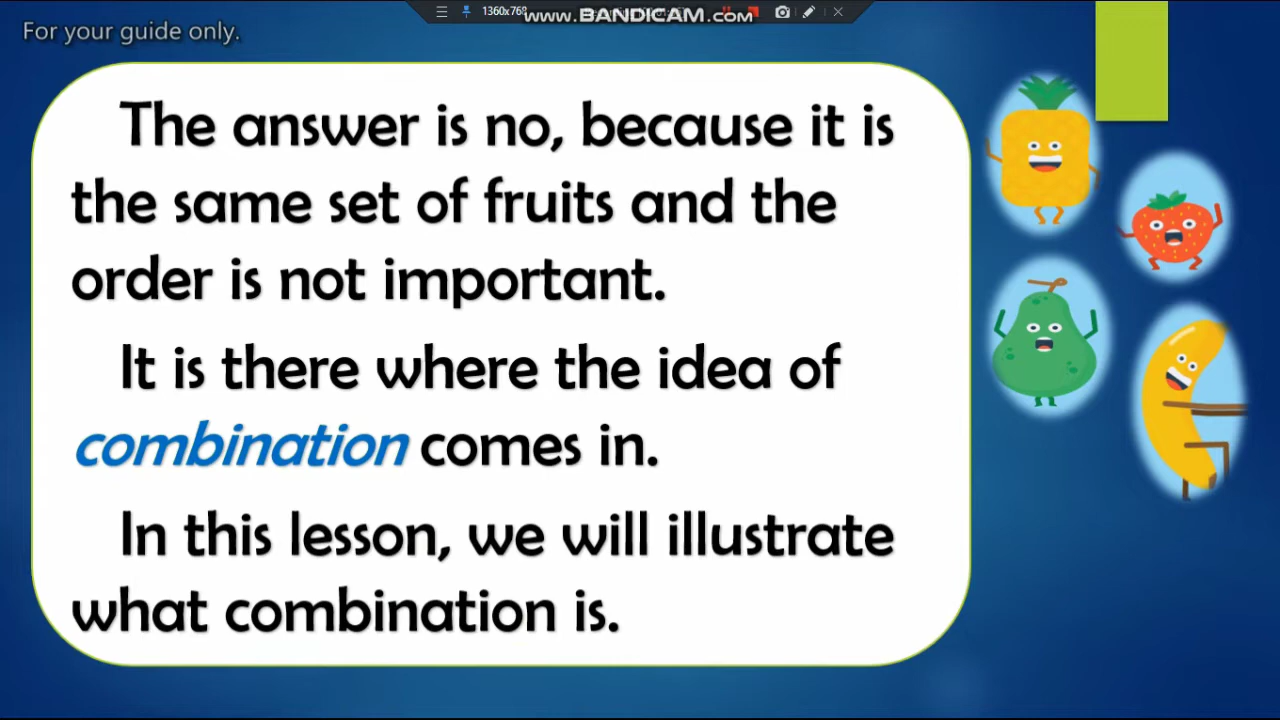 1360x768
www.BANDICAM.com
For your guide only.
The answer is no, because it is
the same set of fruits and the
order is not important.
It is there where the idea of
combination comes in.
In this lesson, we will illustrate
what combination is.